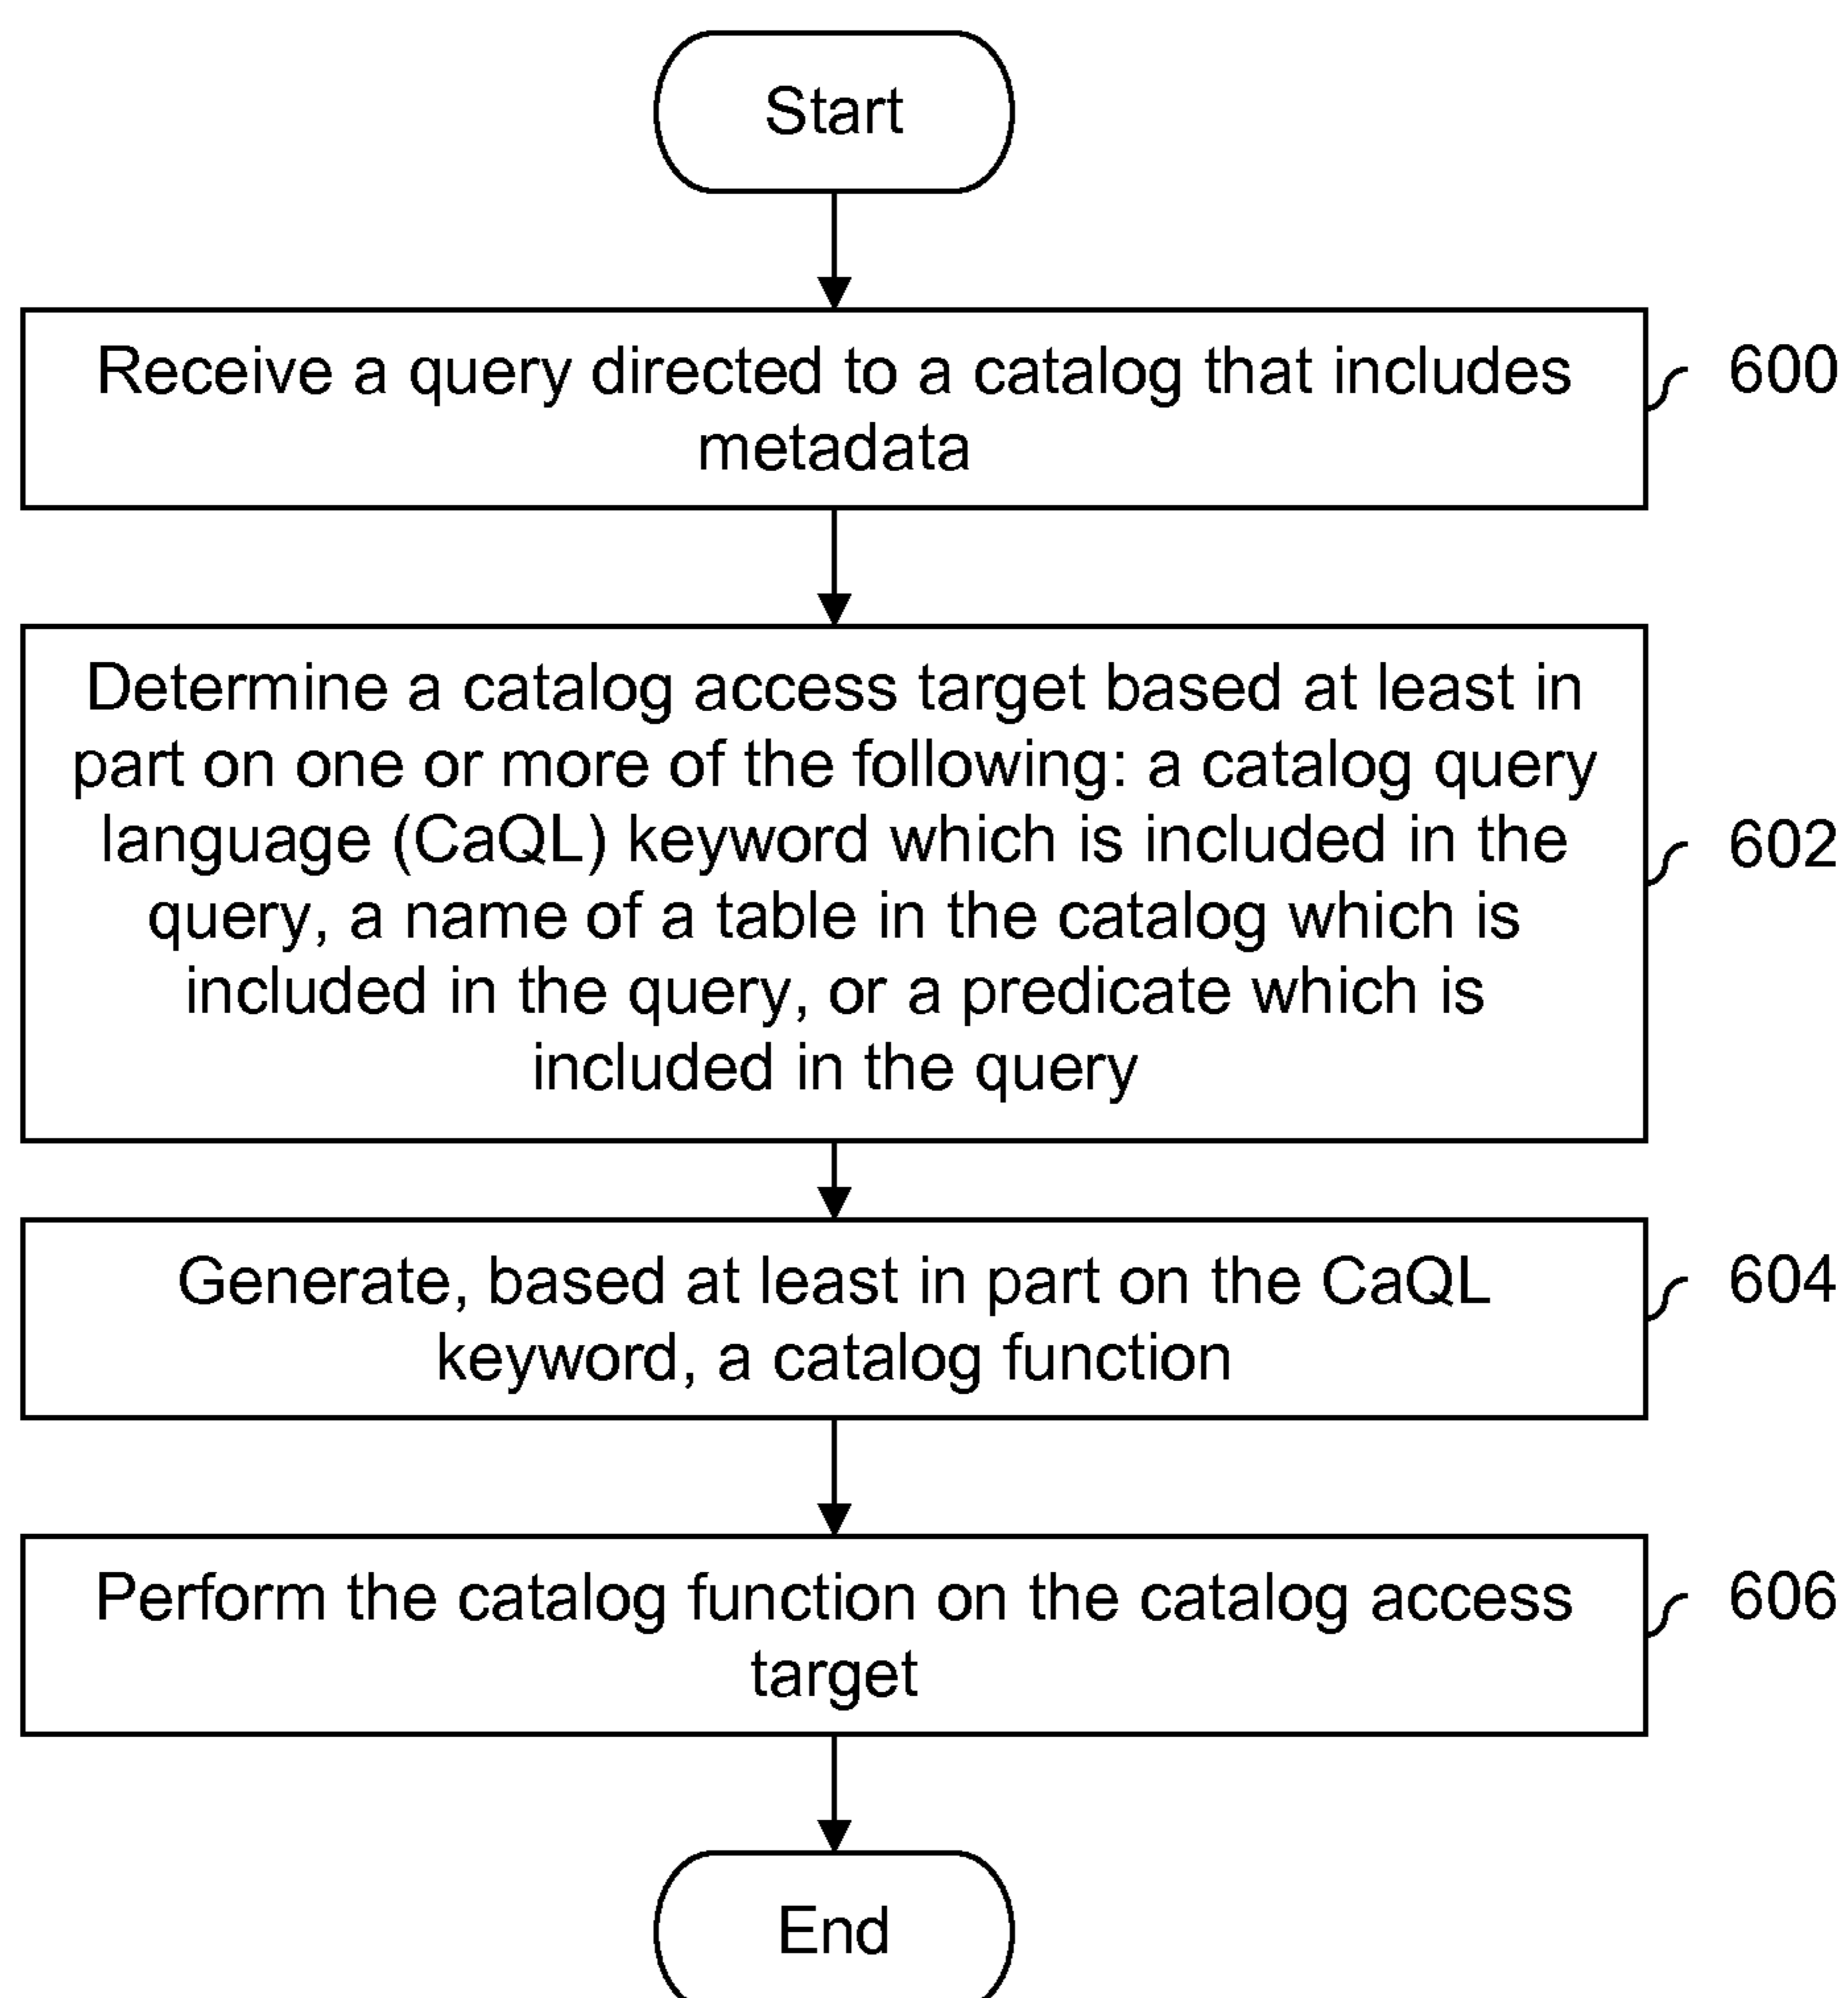 Start
Receive a query directed to a catalog that includes
metadata
600
Determine a catalog access target based at least in
part on one or more of the following: a catalog query
language (CaQL) keyword which is included in the
query, a name of a table in the catalog which is
included in the query, or a predicate which is
included in the query
602
Generate, based at least in part on the CaQL
keyword, a catalog function
604
Perform the catalog function on the catalog access
target
606
End